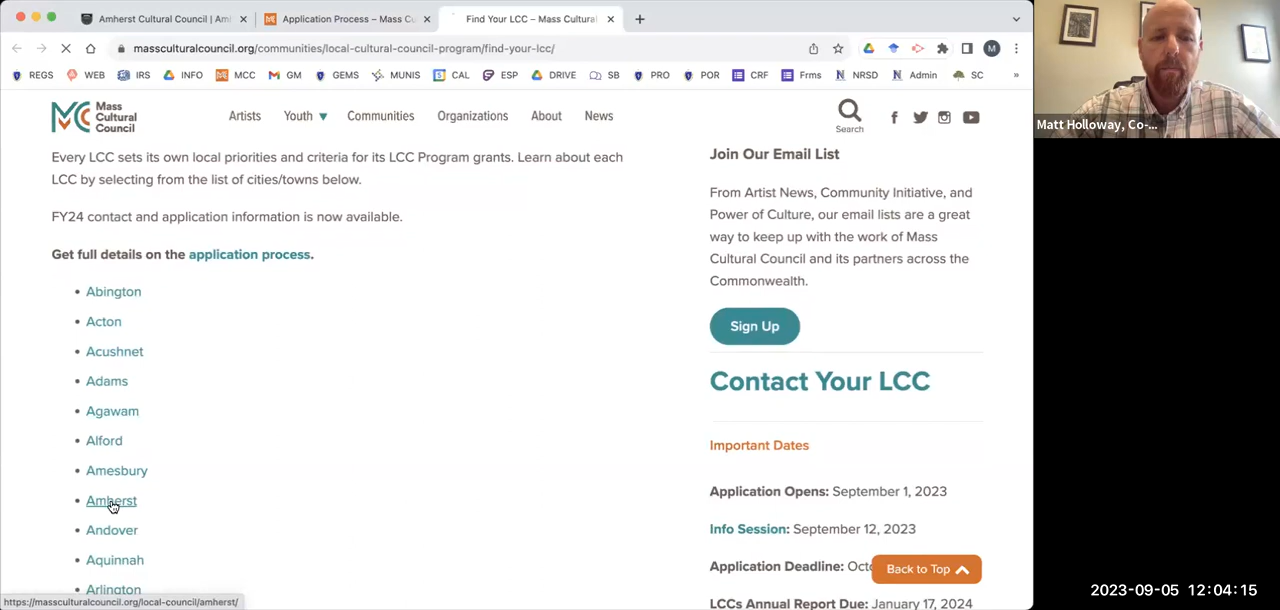 Amherst Cultural Council | Am
Application Process – Mass Cu
Find Your LCC – Mass Cultural
massculturalcouncil.org/communities/local-cultural-council-program/find-your-lcc/
M
REGS WEB IRS INFO MCC GM GEMS MUNIS CAL ESP DRIVE SB PRO POR CRF Frms NRSD Admin SC »
Mass
Cultural
Council
Artists Youth Communities Organizations About News
Search
Every LCC sets its own local priorities and criteria for its LCC Program grants. Learn about each
LCC by selecting from the list of cities/towns below.
FY24 contact and application information is now available.
Get full details on the application process.
• Abington
• Acton
• Acushnet
• Adams
• Agawam
• Alford
• Amesbury
• Amherst
• Andover
• Aquinnah
• Arlington
https://massculturalcouncil.org/local-council/amherst/
Join Our Email List
From Artist News, Community Initiative, and
Power of Culture, our email lists are a great
way to keep up with the work of Mass
Cultural Council and its partners across the
Commonwealth.
Sign Up
Contact Your LCC
Important Dates
Application Opens: September 1, 2023
Info Session: September 12, 2023
Application Deadline: Octo
Back to Top
LCCs Annual Report Due: January 17, 2024
Matt Holloway, Co-...
2023-09-05 12:04:15